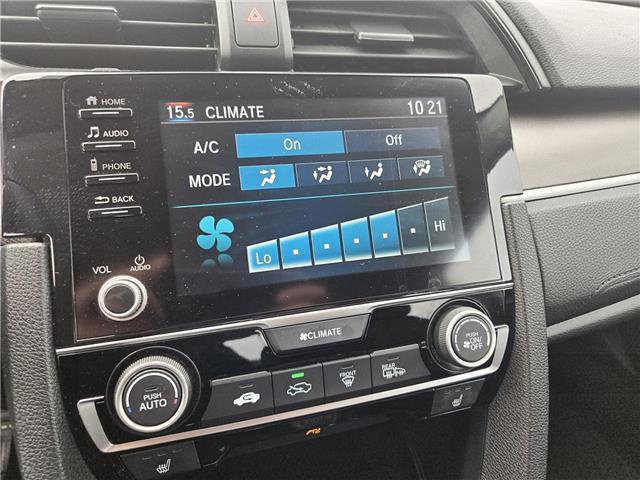 HOME
15.5 CLIMATE 10 21
AUDIO
A/C On Off
PHONE
MODE
BACK
Lo Hi
VOL AUDIO
CLIMATE
PUSH ON/OFF
PUSH AUTO
FRONT
REAR